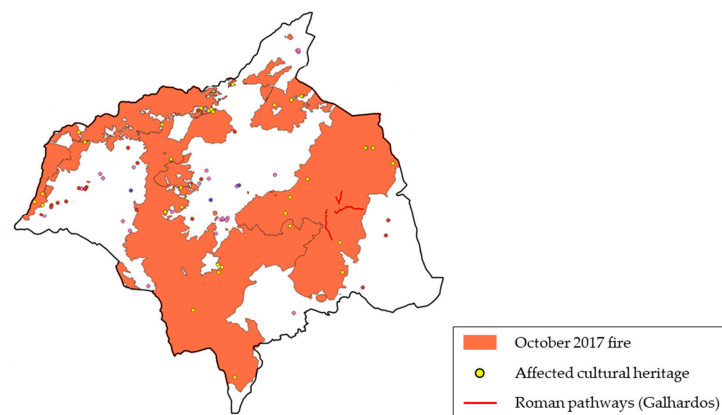 October 2017 fire
Affected cultural heritage
Roman pathways (Galhardos)